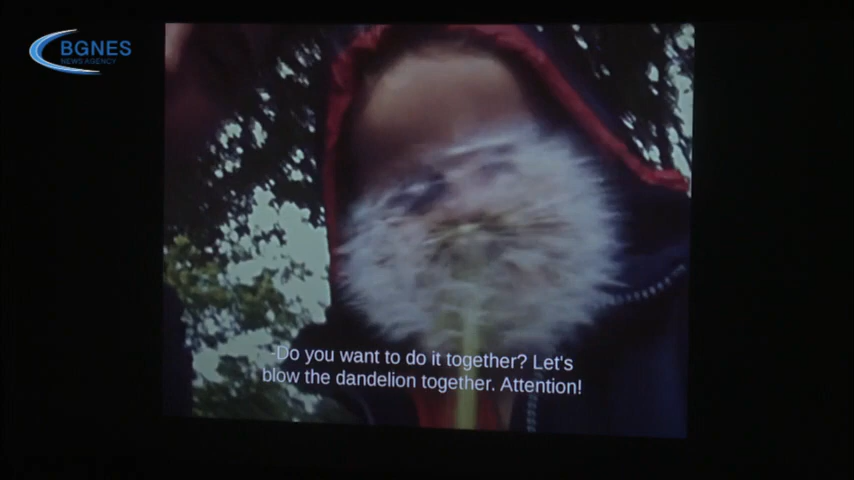 BGNES
NEWS AGENCY
-Do you want to do it together? Let's
blow the dandelion together. Attention!